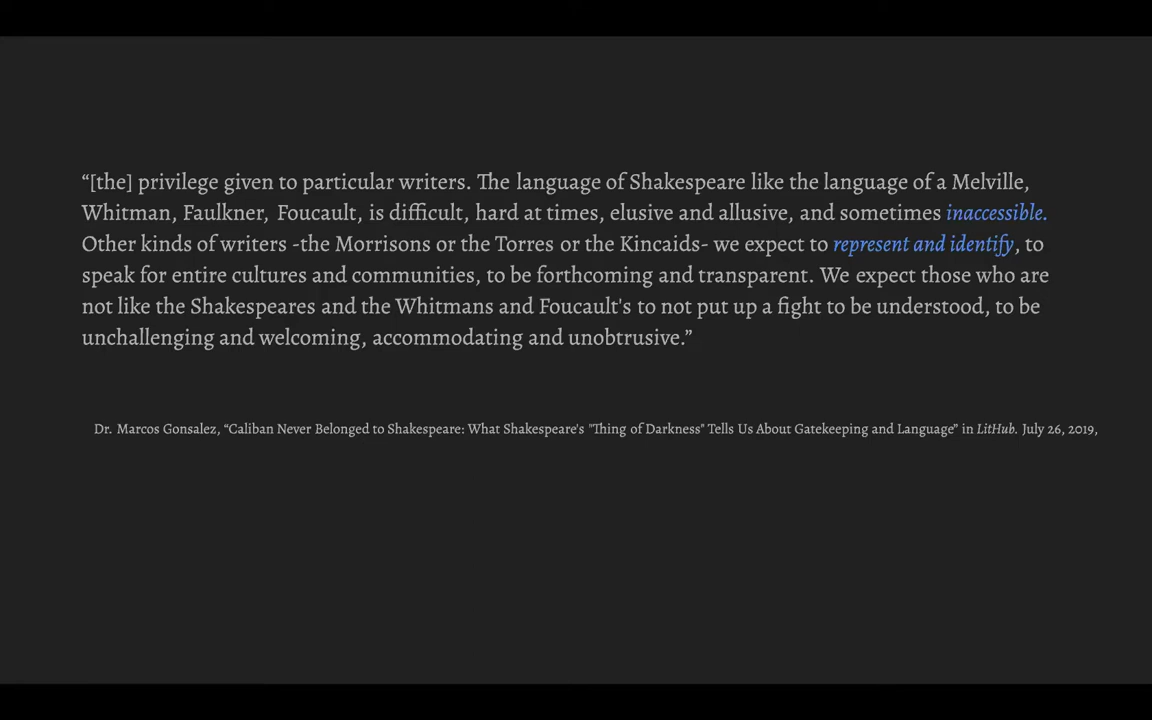 “[the] privilege given to particular writers. The language of Shakespeare like the language of a Melville,
Whitman, Faulkner, Foucault, is difficult, hard at times, elusive and allusive, and sometimes inaccessible.
Other kinds of writers -the Morrisons or the Torres or the Kincaids- we expect to represent and identify, to
speak for entire cultures and communities, to be forthcoming and transparent. We expect those who are
not like the Shakespeares and the Whitmans and Foucault's to not put up a fight to be understood, to be
unchallenging and welcoming, accommodating and unobtrusive.”
Dr. Marcos Gonsalez, “Caliban Never Belonged to Shakespeare: What Shakespeare's "Thing of Darkness" Tells Us About Gatekeeping and Language” in LitHub. July 26, 2019,